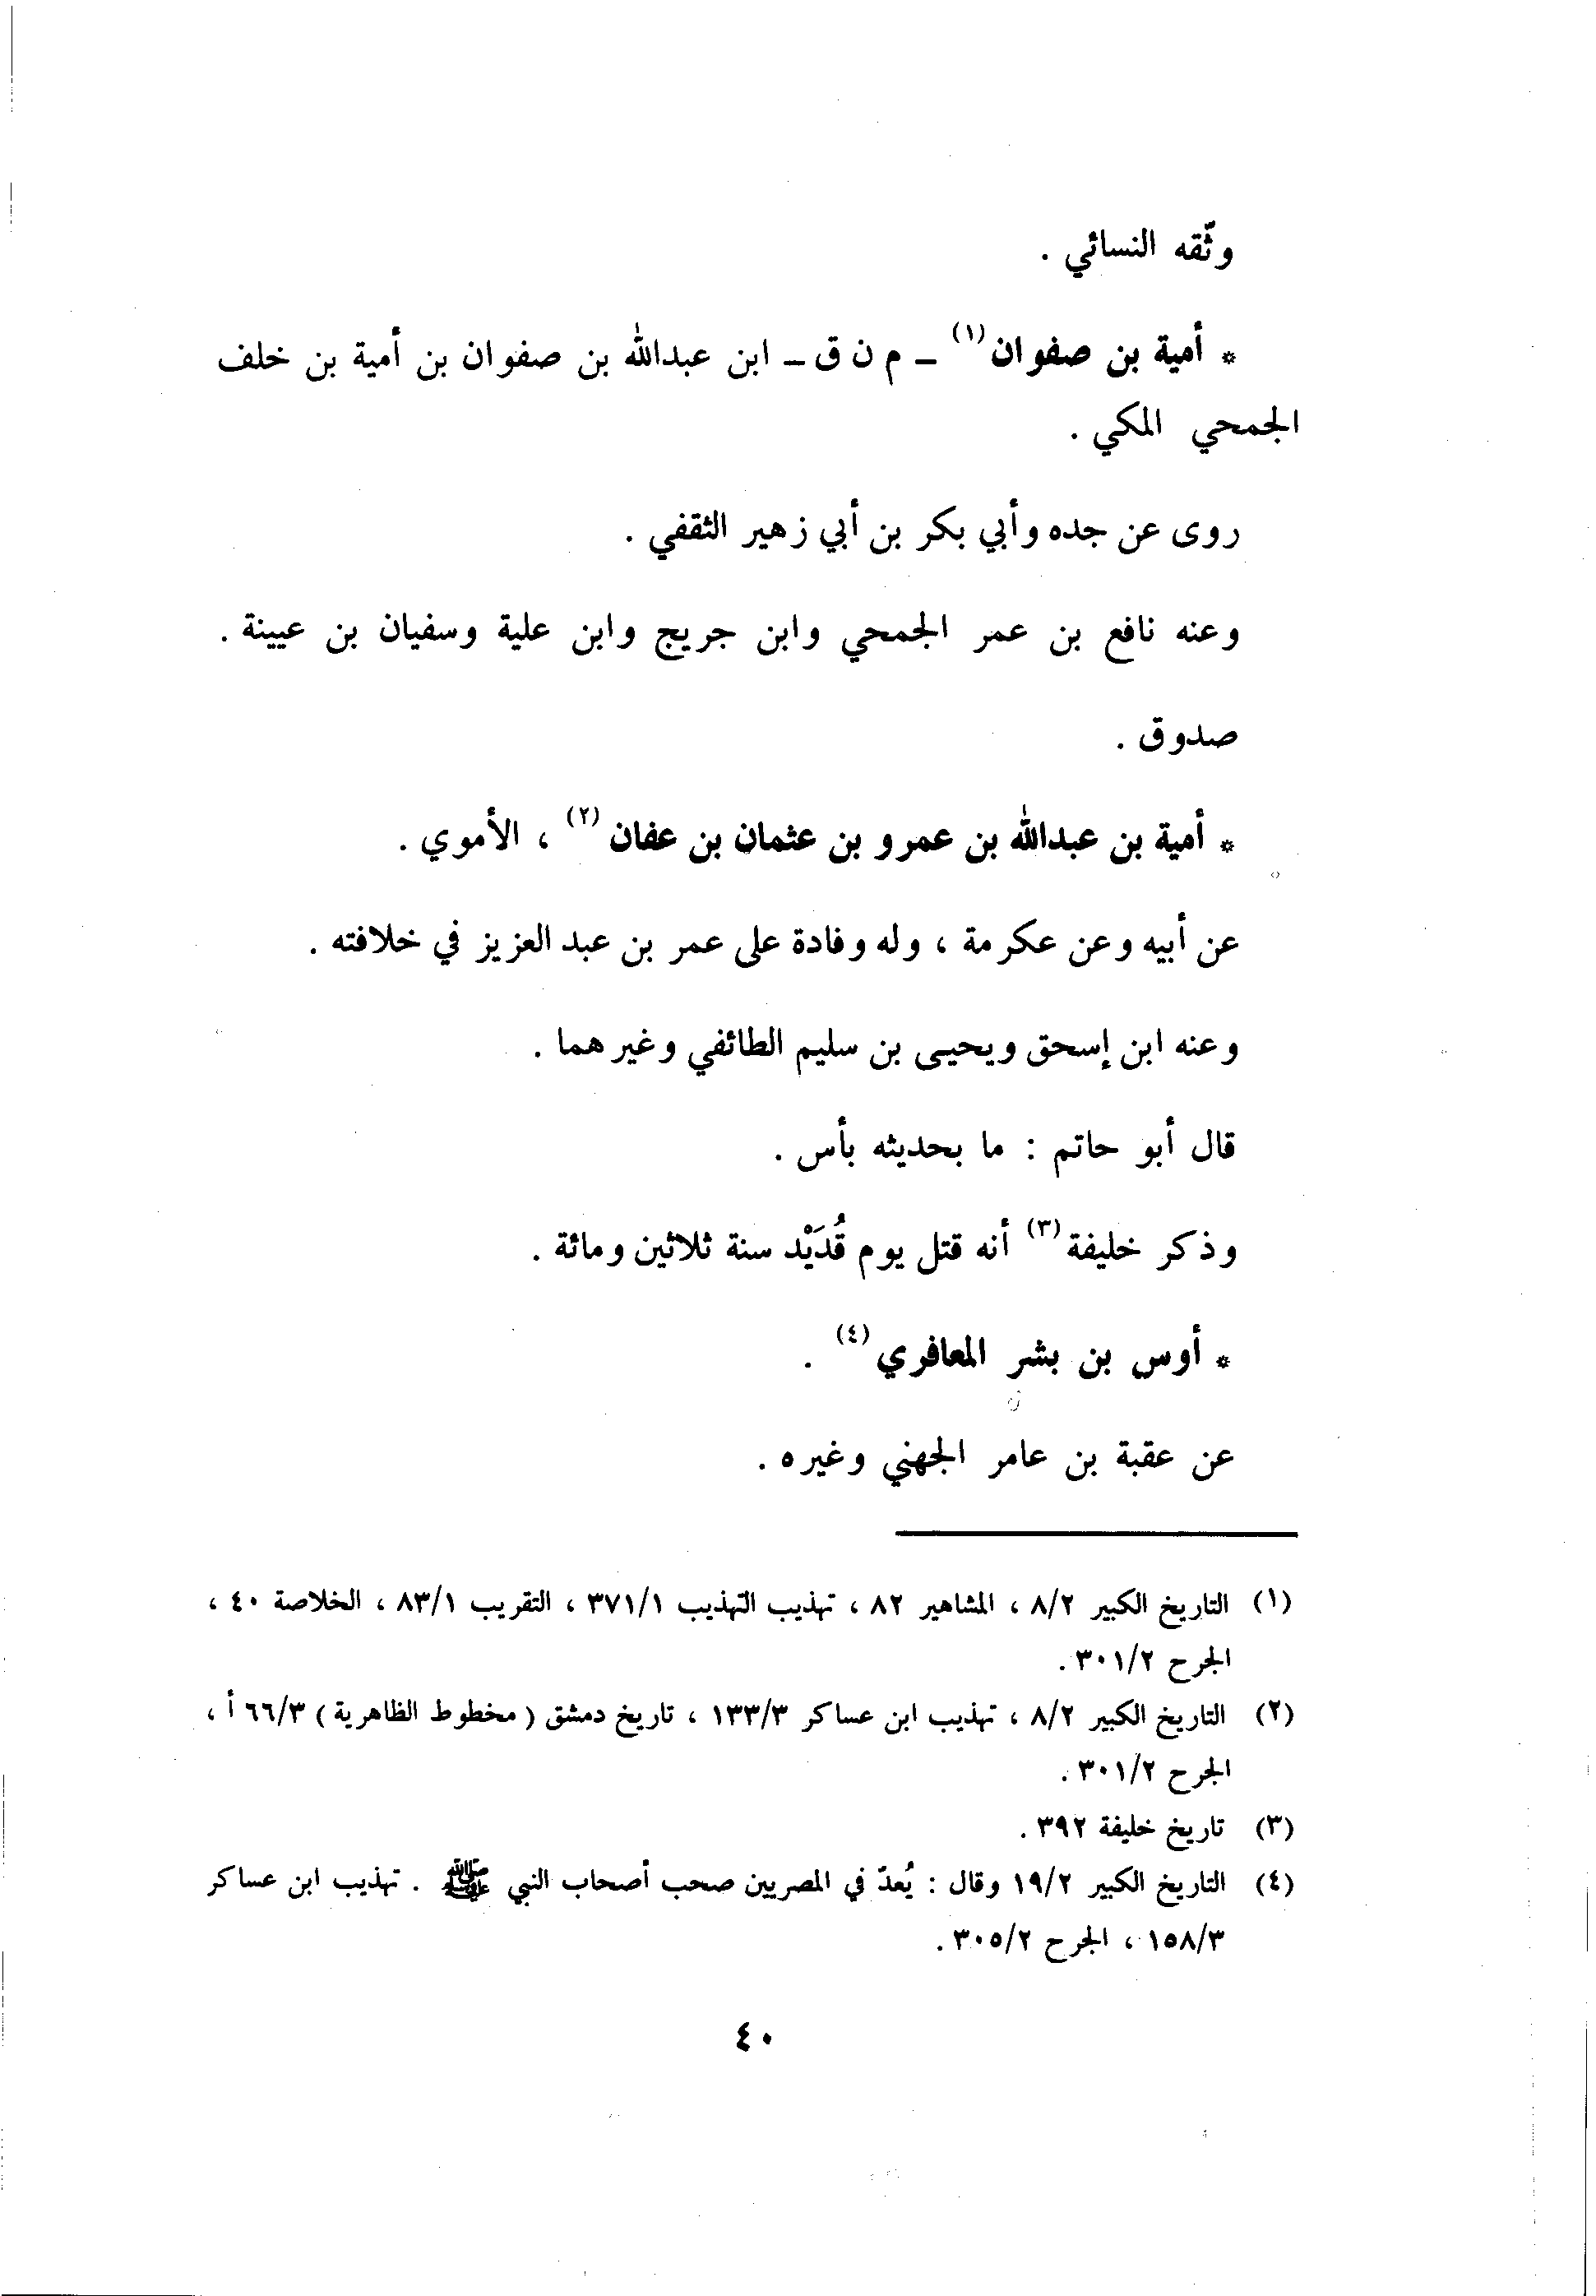 وثّقه النسائي .
* أمية بن صفوان (١) ــ م ن ق ــ ابن عبدالله بن صفوان بن أمية بن خلف
الجمحي المكي .
روى عن جده وأبي بكر بن أبي زهير الثقفي .
وعنه نافع بن عمر الجمحي وابن جريج وابن علية وسفيان بن عيينة .
صدوق .
* أمية بن عبدالله بن عمرو بن عثمان بن عفان (٢) ، الأموي .
عن أبيه وعن عكرمة ، وله وفادة على عمر بن عبد العزيز في خلافته .
وعنه ابن إسحق ويحيى بن سليم الطائفي وغيرهما .
قال أبو حاتم : ما بحديثه بأس .
وذكر خليفة (٣) أنه قتل يوم قُدَيْد سنة ثلاثين ومائة .
* أوس بن بشر المعافري (٤) .
عن عقبة بن عامر الجهني وغيره .
(١) التاريخ الكبير ٨/٢ ، المشاهير ٨٢ ، تهذيب التهذيب ٣٧١/١ ، التقريب ٨٣/١ ، الخلاصة ٤٠ ،
الجرح ٣٠١/٢ .
(٢) التاريخ الكبير ٨/٢ ، تهذيب ابن عساكر ١٣٣/٣ ، تاريخ دمشق ( مخطوط الظاهرية ) ٦٦/٣ أ ،
الجرح ٣٠١/٢ .
(٣) تاريخ خليفة ٣٩٢ .
(٤) التاريخ الكبير ١٩/٢ وقال : يُعدّ في المصريين صحب أصحاب النبي ﷺ . تهذيب ابن عساكر
١٥٨/٣ ، الجرح ٣٠٥/٢ .
٤٠